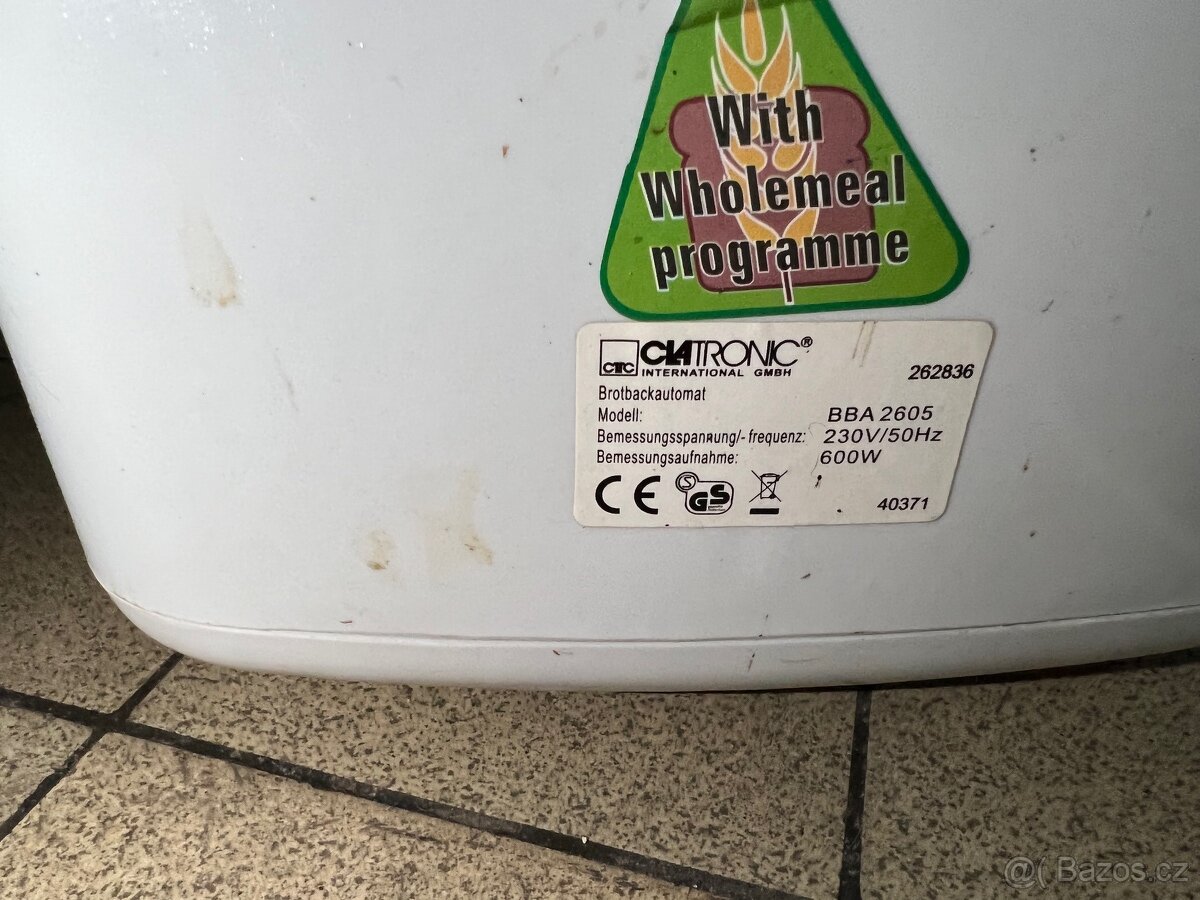 With
Wholemeal
programme
CTC CLATRONIC®
INTERNATIONAL GMBH
262836
Brotbackautomat
Modell: BBA 2605
Bemessungsspannung/- frequenz: 230V/50Hz
Bemessungsaufnahme: 600W
CE S GS
40371
@( Bazos.cz